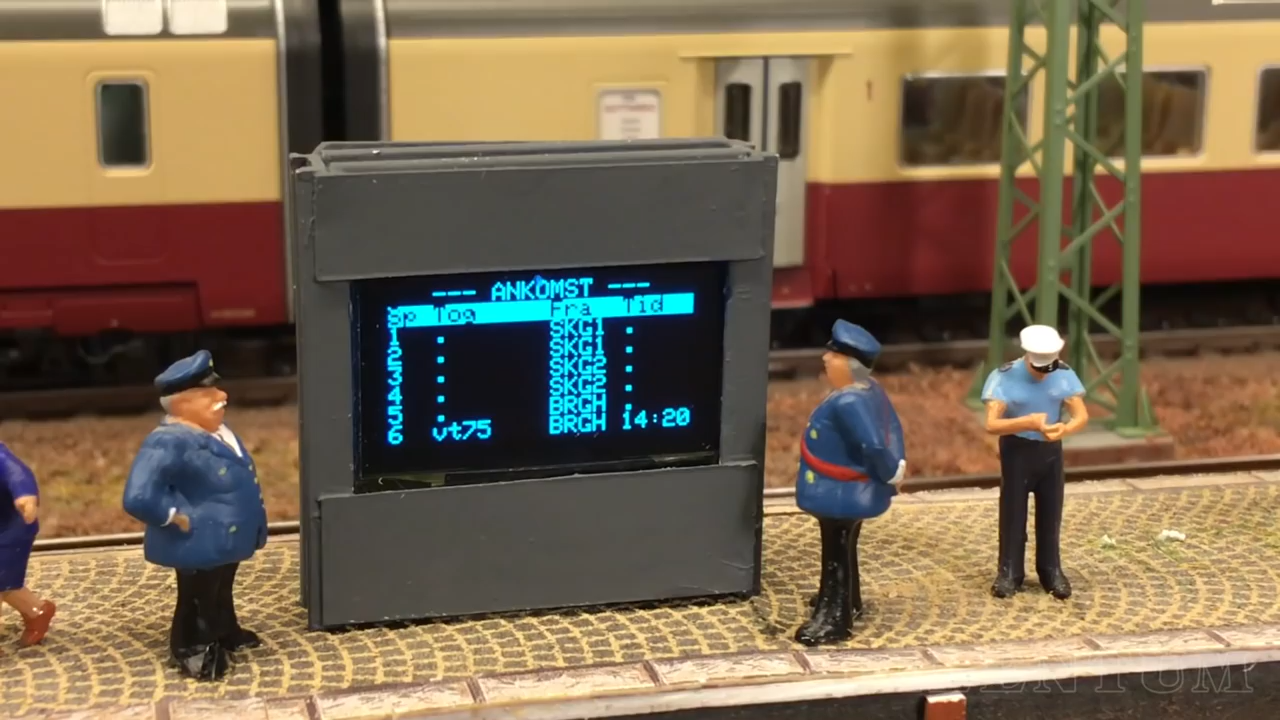 --- ANKOMST ---
Sp Tog Fra Tid
1 . SKG1 .
2 . SKG1 .
3 . SKG2 .
4 . SKG2 .
5 . BRGH .
6 vt75 BRGH 14:20